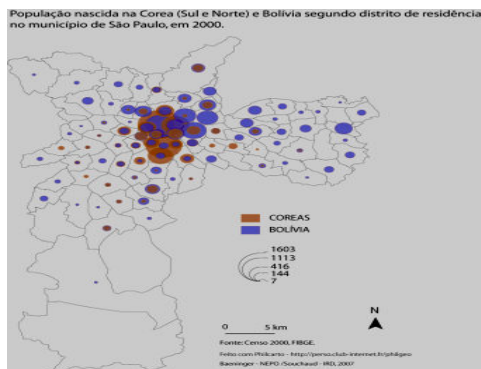 População nascida na Corea (Sul e Norte) e Bolívia segundo distrito de residência
no município de São Paulo, em 2000.
COREAS
BOLÍVIA
1603
1113
416
144
7
N
0 5 km
Fonte: Censo 2000, FIBGE.
Feito com Philcarto - http://perso.club-internet.fr/philgeo
Baeninger - NEPO /Souchaud - IRD, 2007